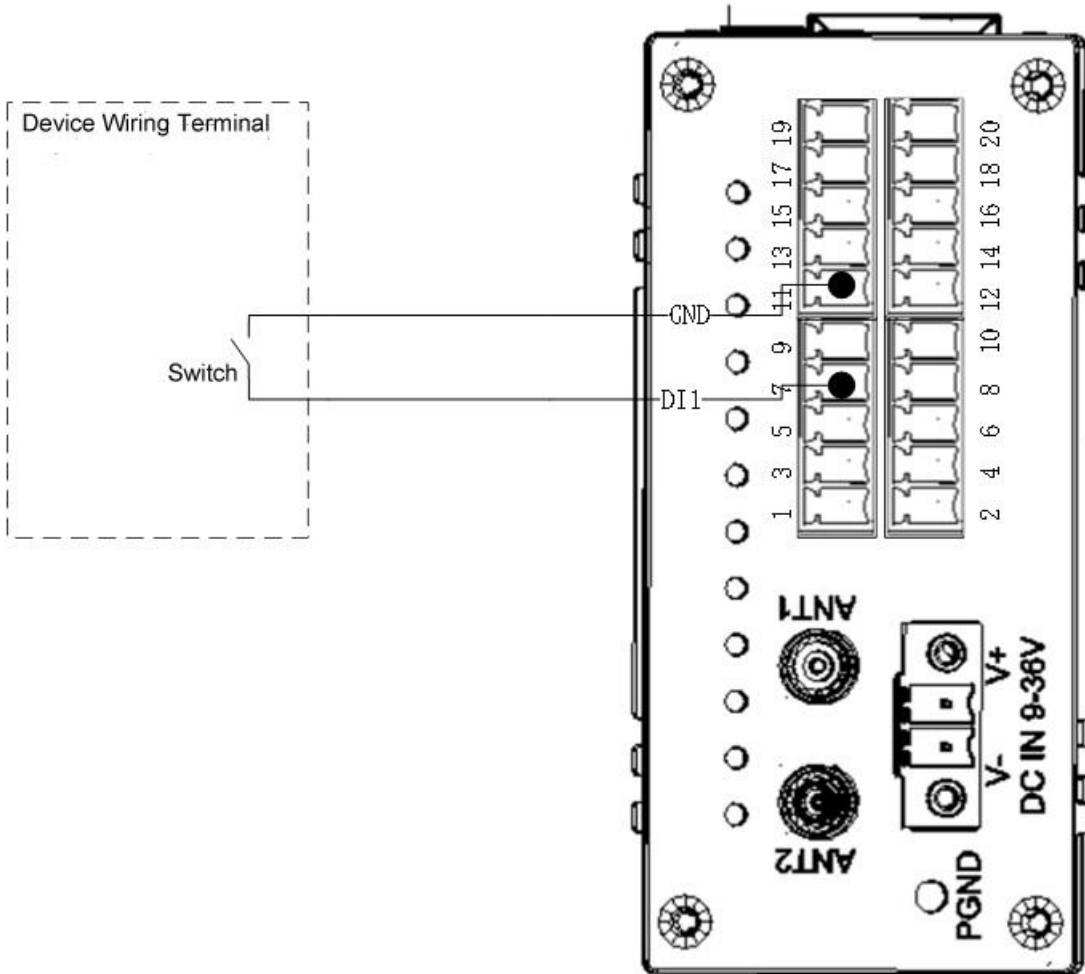 Device Wiring Terminal
Switch
GND
DI1
19
17
15
13
11
9
7
5
3
1
20
18
16
14
12
10
8
6
4
2
ANT1
ANT2
V+
V-
DC IN 9-36V
PGND